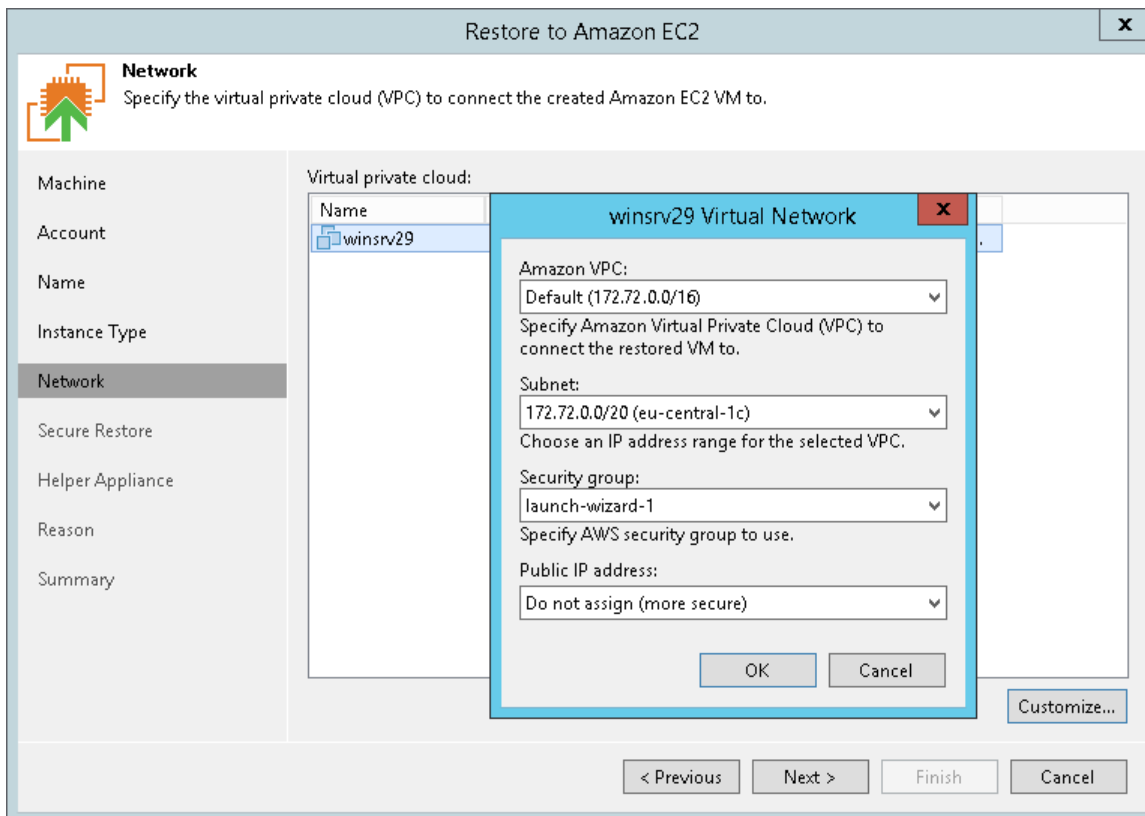 Restore to Amazon EC2
x
Network
Specify the virtual private cloud (VPC) to connect the created Amazon EC2 VM to.
Machine
Account
Name
Instance Type
Network
Secure Restore
Helper Appliance
Reason
Summary
Virtual private cloud:
Name
winsrv29
.
winsrv29 Virtual Network
x
Amazon VPC:
Default (172.72.0.0/16)
Specify Amazon Virtual Private Cloud (VPC) to
connect the restored VM to.
Subnet:
172.72.0.0/20 (eu-central-1c)
Choose an IP address range for the selected VPC.
Security group:
launch-wizard-1
Specify AWS security group to use.
Public IP address:
Do not assign (more secure)
OK Cancel
Customize...
< Previous Next > Finish Cancel